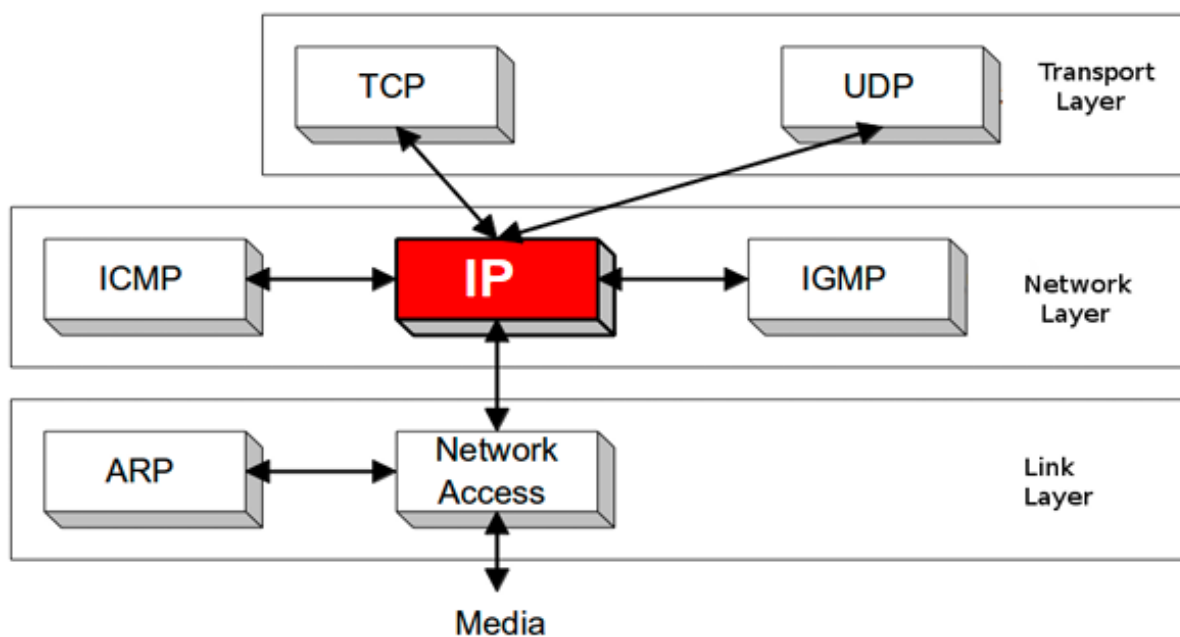 TCP
UDP
Transport
Layer
ICMP
IP
IGMP
Network
Layer
ARP
Network
Access
Link
Layer
Media